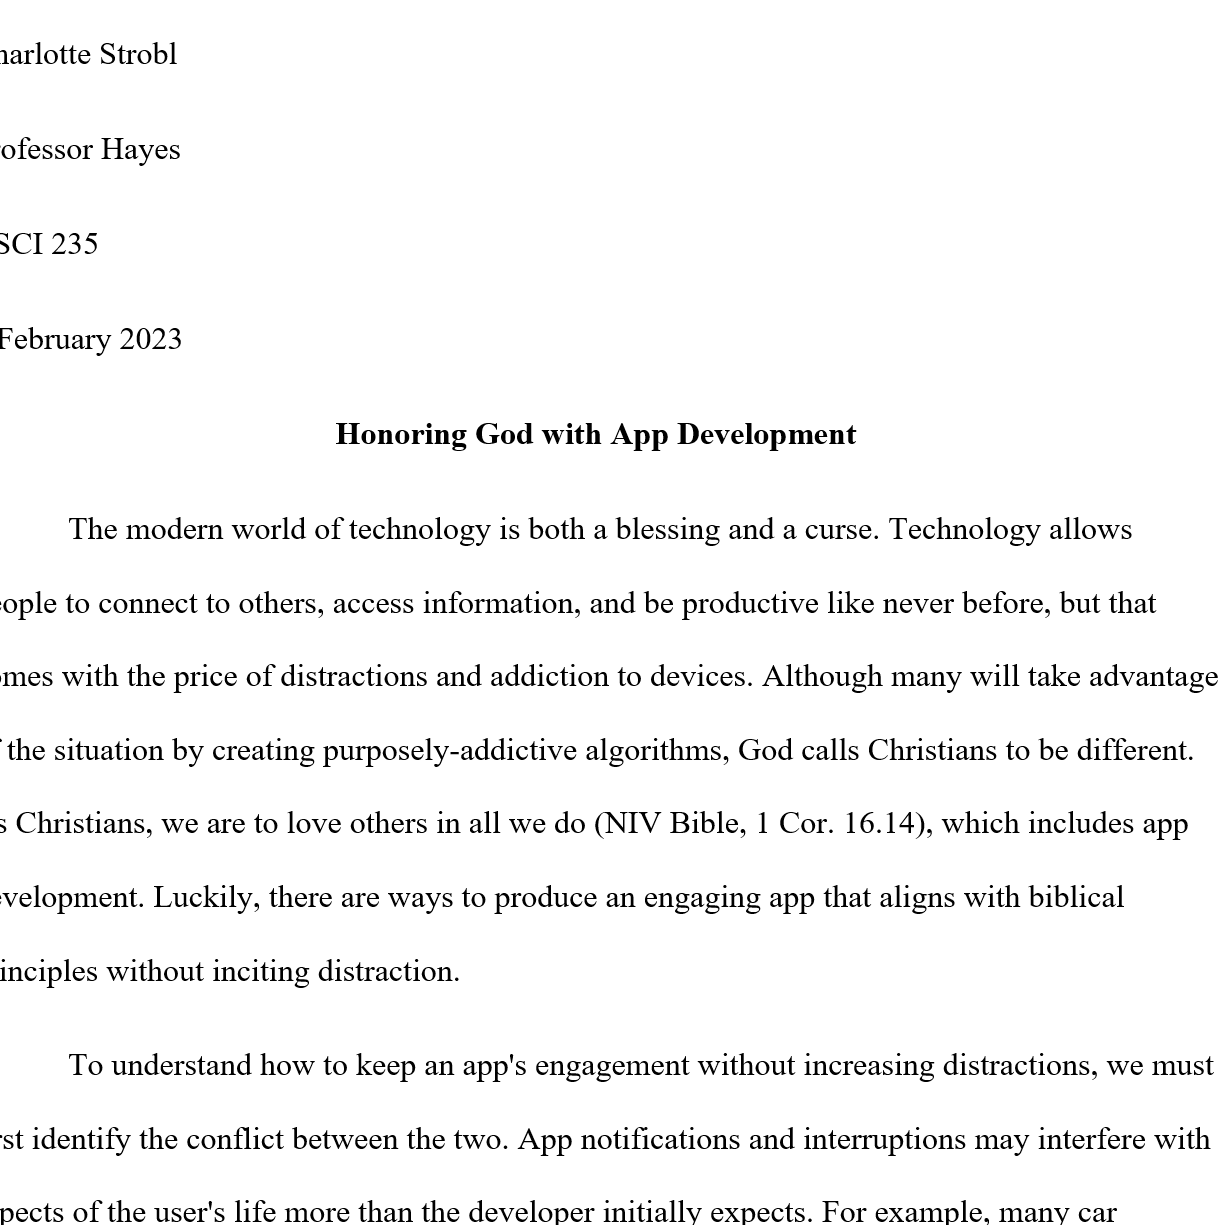 harlotte Strobl
rofessor Hayes
SCI 235
February 2023
Honoring God with App Development
The modern world of technology is both a blessing and a curse. Technology allows
eople to connect to others, access information, and be productive like never before, but that
omes with the price of distractions and addiction to devices. Although many will take advantage
f the situation by creating purposely-addictive algorithms, God calls Christians to be different.
s Christians, we are to love others in all we do (NIV Bible, 1 Cor. 16.14), which includes app
evelopment. Luckily, there are ways to produce an engaging app that aligns with biblical
inciples without inciting distraction.
To understand how to keep an app's engagement without increasing distractions, we must
rst identify the conflict between the two. App notifications and interruptions may interfere with
pects of the user's life more than the developer initially expects. For example, many car